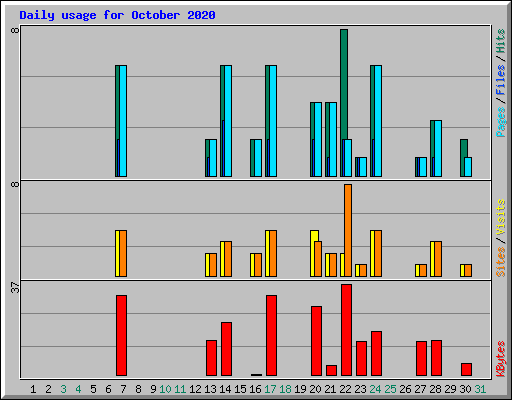 Daily usage for October 2020
8
8
37
Pages / Files / Hits
Sites / Visits
KBytes
1 2 3 4 5 6 7 8 9 10 11 12 13 14 15 16 17 18 19 20 21 22 23 24 25 26 27 28 29 30 31